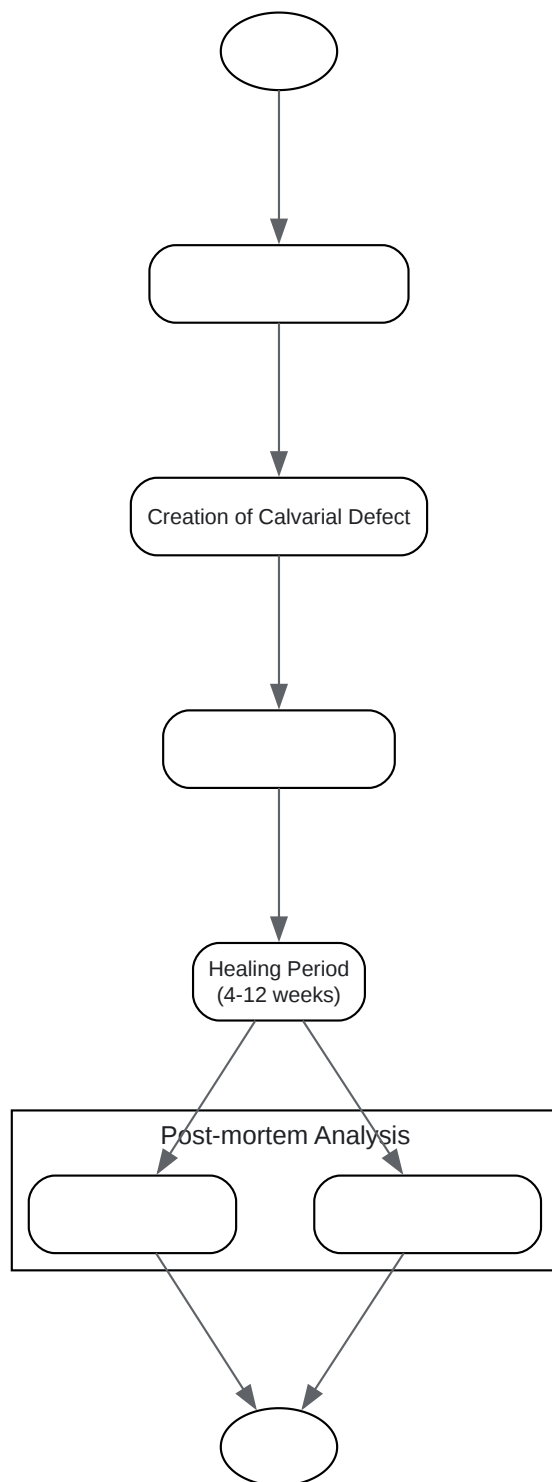 Creation of Calvarial Defect
Healing Period
(4-12 weeks)
Post-mortem Analysis